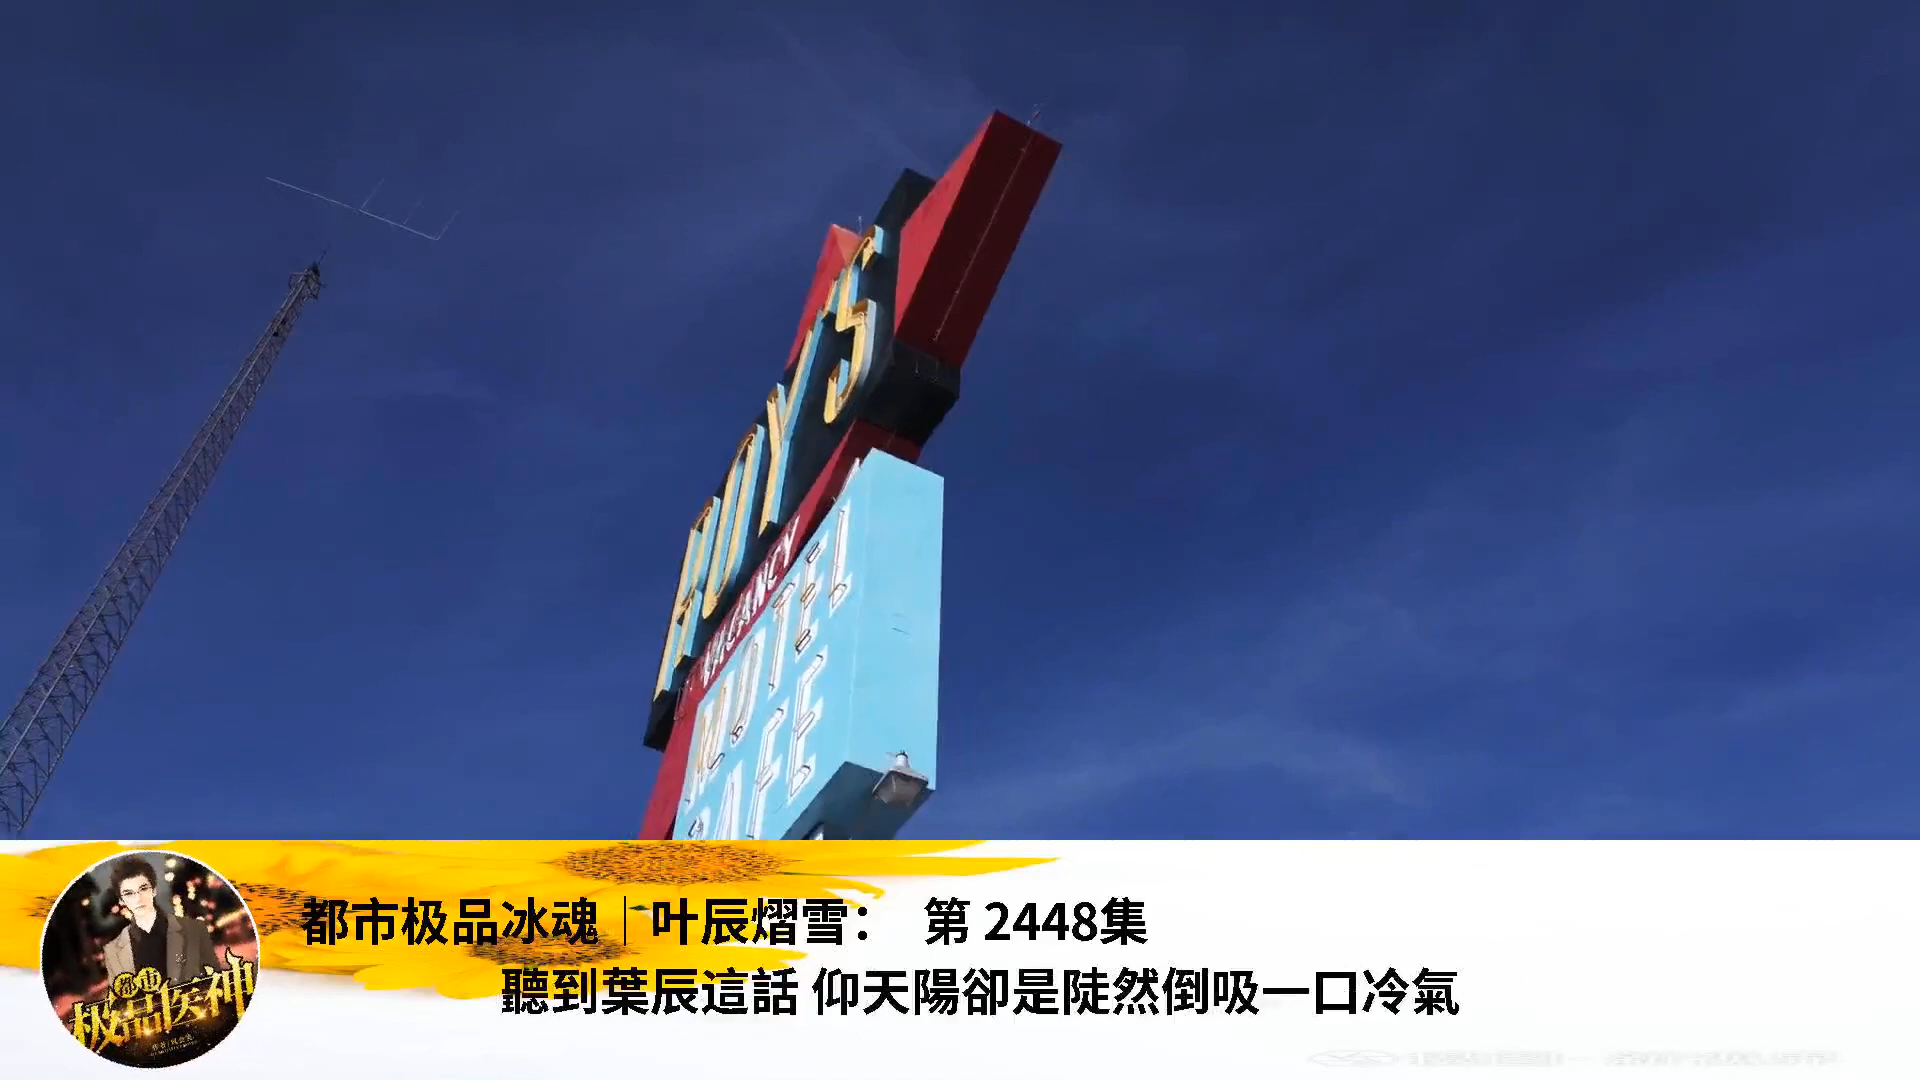 ROY'S
VACANCY
MOTEL
CAFE
都市极品冰魂｜叶辰熠雪： 第 2448集
聽到葉辰這話 仰天陽卻是陡然倒吸一口冷氣
都市
极品医神